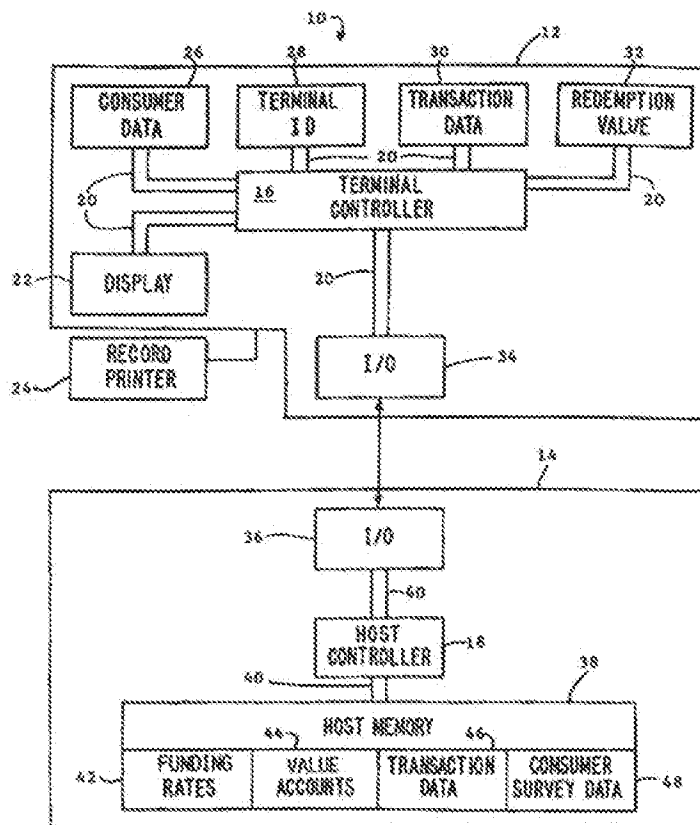 10
12
26
28
30
32
CONSUMER DATA
TERMINAL ID
TRANSACTION DATA
REDEMPTION VALUE
20
20
20
16
TERMINAL CONTROLLER
22
DISPLAY
20
24
RECORD PRINTER
I/O
34
14
36
I/O
40
HOST CONTROLLER
18
40
38
HOST MEMORY
44
46
42
FUNDING RATES
VALUE ACCOUNTS
TRANSACTION DATA
CONSUMER SURVEY DATA
48